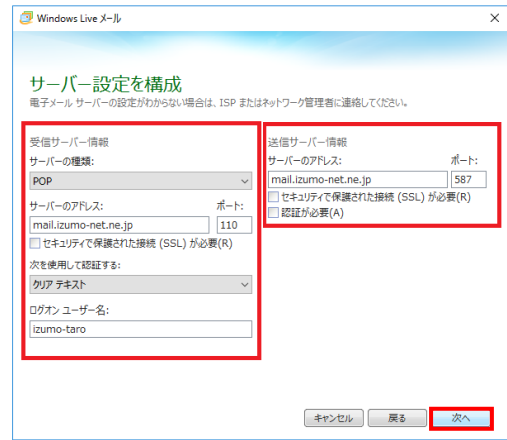 Windows Live メール
サーバー設定を構成
電子メール サーバーの設定がわからない場合は、ISP またはネットワーク管理者に連絡してください。
受信サーバー情報
サーバーの種類:
POP
サーバーのアドレス: ポート:
mail.izumo-net.ne.jp 110
セキュリティで保護された接続 (SSL) が必要(R)
次を使用して認証する:
クリア テキスト
ログオン ユーザー名:
izumo-taro
送信サーバー情報
サーバーのアドレス: ポート:
mail.izumo-net.ne.jp 587
セキュリティで保護された接続 (SSL) が必要(R)
認証が必要(A)
キャンセル 戻る 次へ